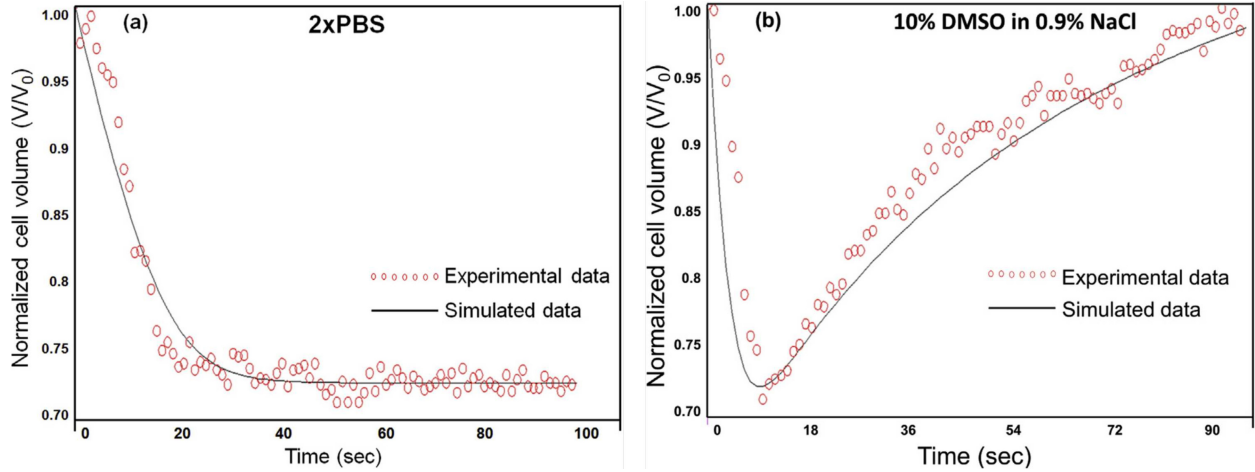 (a) 2xPBS
Normalized cell volume (V/V0)
1.00
0.95
0.9
0.85
0.8
0.75
0.70
Experimental data
Simulated data
0 20 40 60 80 100
Time (sec)
(b) 10% DMSO in 0.9% NaCl
Normalized cell volume (V/V0)
1.00
0.95
0.9
0.85
0.8
0.75
0.70
Experimental data
Simulated data
0 18 36 54 72 90
Time (sec)